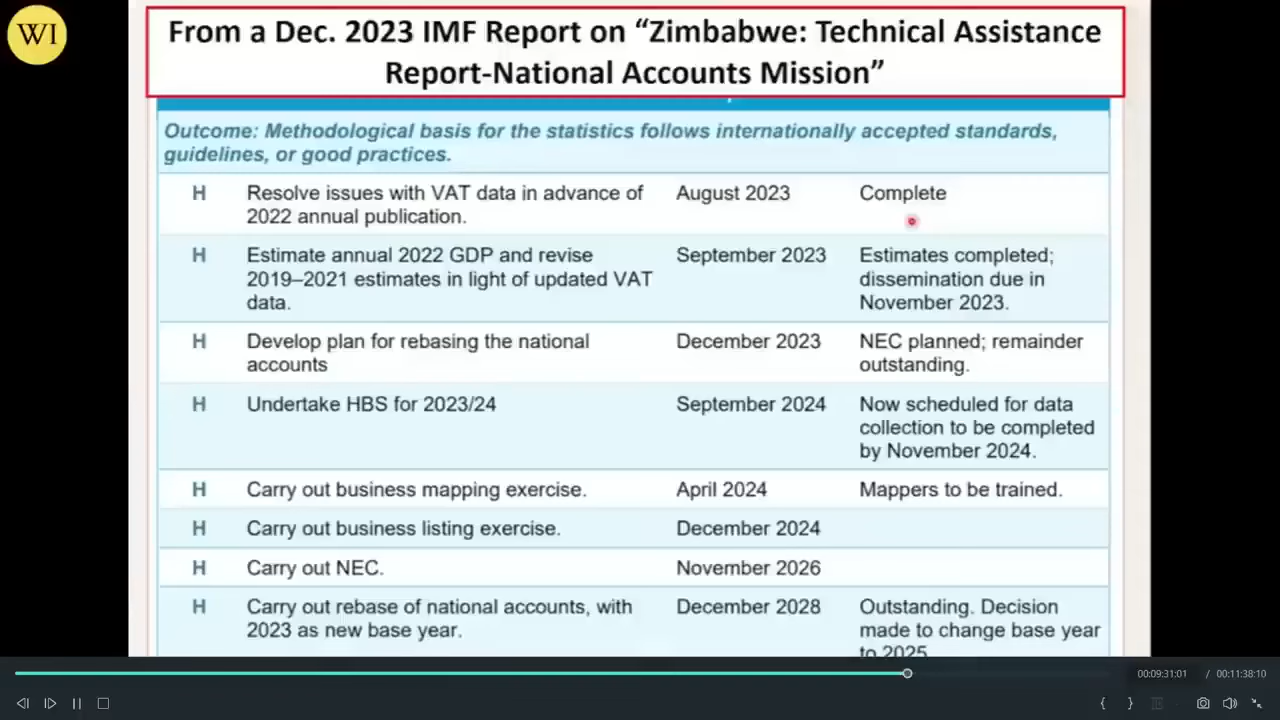 WI
From a Dec. 2023 IMF Report on “Zimbabwe: Technical Assistance
Report-National Accounts Mission”
Outcome: Methodological basis for the statistics follows internationally accepted standards,
guidelines, or good practices.
H Resolve issues with VAT data in advance of August 2023 Complete
2022 annual publication.
H Estimate annual 2022 GDP and revise September 2023 Estimates completed;
2019–2021 estimates in light of updated VAT dissemination due in
data. November 2023.
H Develop plan for rebasing the national December 2023 NEC planned; remainder
accounts outstanding.
H Undertake HBS for 2023/24 September 2024 Now scheduled for data
collection to be completed
by November 2024.
H Carry out business mapping exercise. April 2024 Mappers to be trained.
H Carry out business listing exercise. December 2024
H Carry out NEC. November 2026
H Carry out rebase of national accounts, with December 2028 Outstanding. Decision
2023 as new base year. made to change base year
to 2025
00:09:31:01 / 00:11:38:10